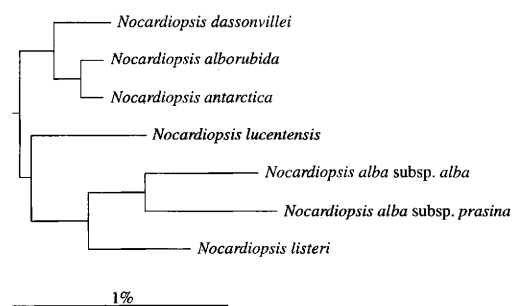 Nocardiopsis dassonvillei
Nocardiopsis alborubida
Nocardiopsis antarctica
Nocardiopsis lucentensis
Nocardiopsis alba subsp. alba
Nocardiopsis alba subsp. prasina
Nocardiopsis listeri
1%